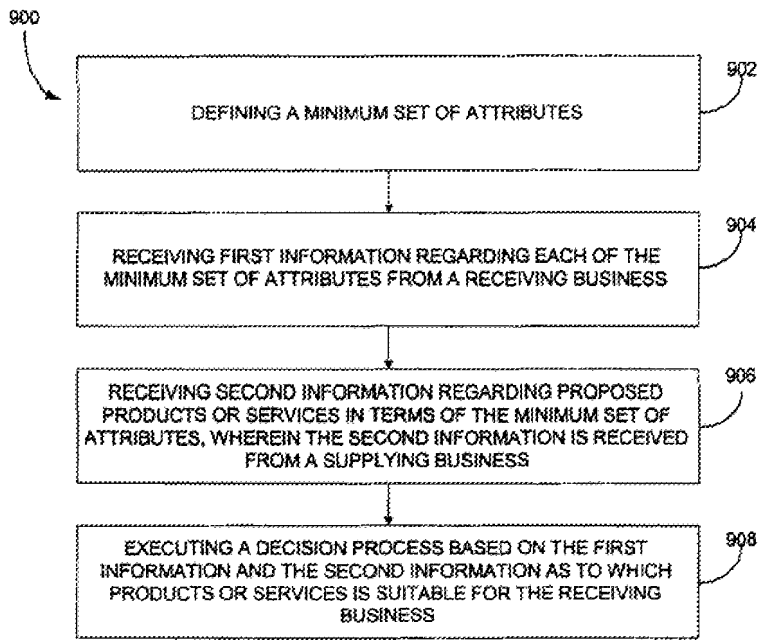 900
902
DEFINING A MINIMUM SET OF ATTRIBUTES
904
RECEIVING FIRST INFORMATION REGARDING EACH OF THE
MINIMUM SET OF ATTRIBUTES FROM A RECEIVING BUSINESS
906
RECEIVING SECOND INFORMATION REGARDING PROPOSED
PRODUCTS OR SERVICES IN TERMS OF THE MINIMUM SET OF
ATTRIBUTES, WHEREIN THE SECOND INFORMATION IS RECEIVED
FROM A SUPPLYING BUSINESS
908
EXECUTING A DECISION PROCESS BASED ON THE FIRST
INFORMATION AND THE SECOND INFORMATION AS TO WHICH
PRODUCTS OR SERVICES IS SUITABLE FOR THE RECEIVING
BUSINESS